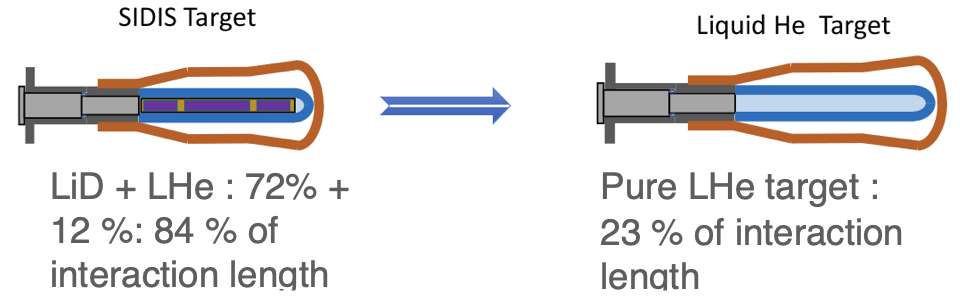 SIDIS Target
Liquid He Target
LiD + LHe : 72% +
12 %: 84 % of
interaction length
Pure LHe target :
23 % of interaction
length